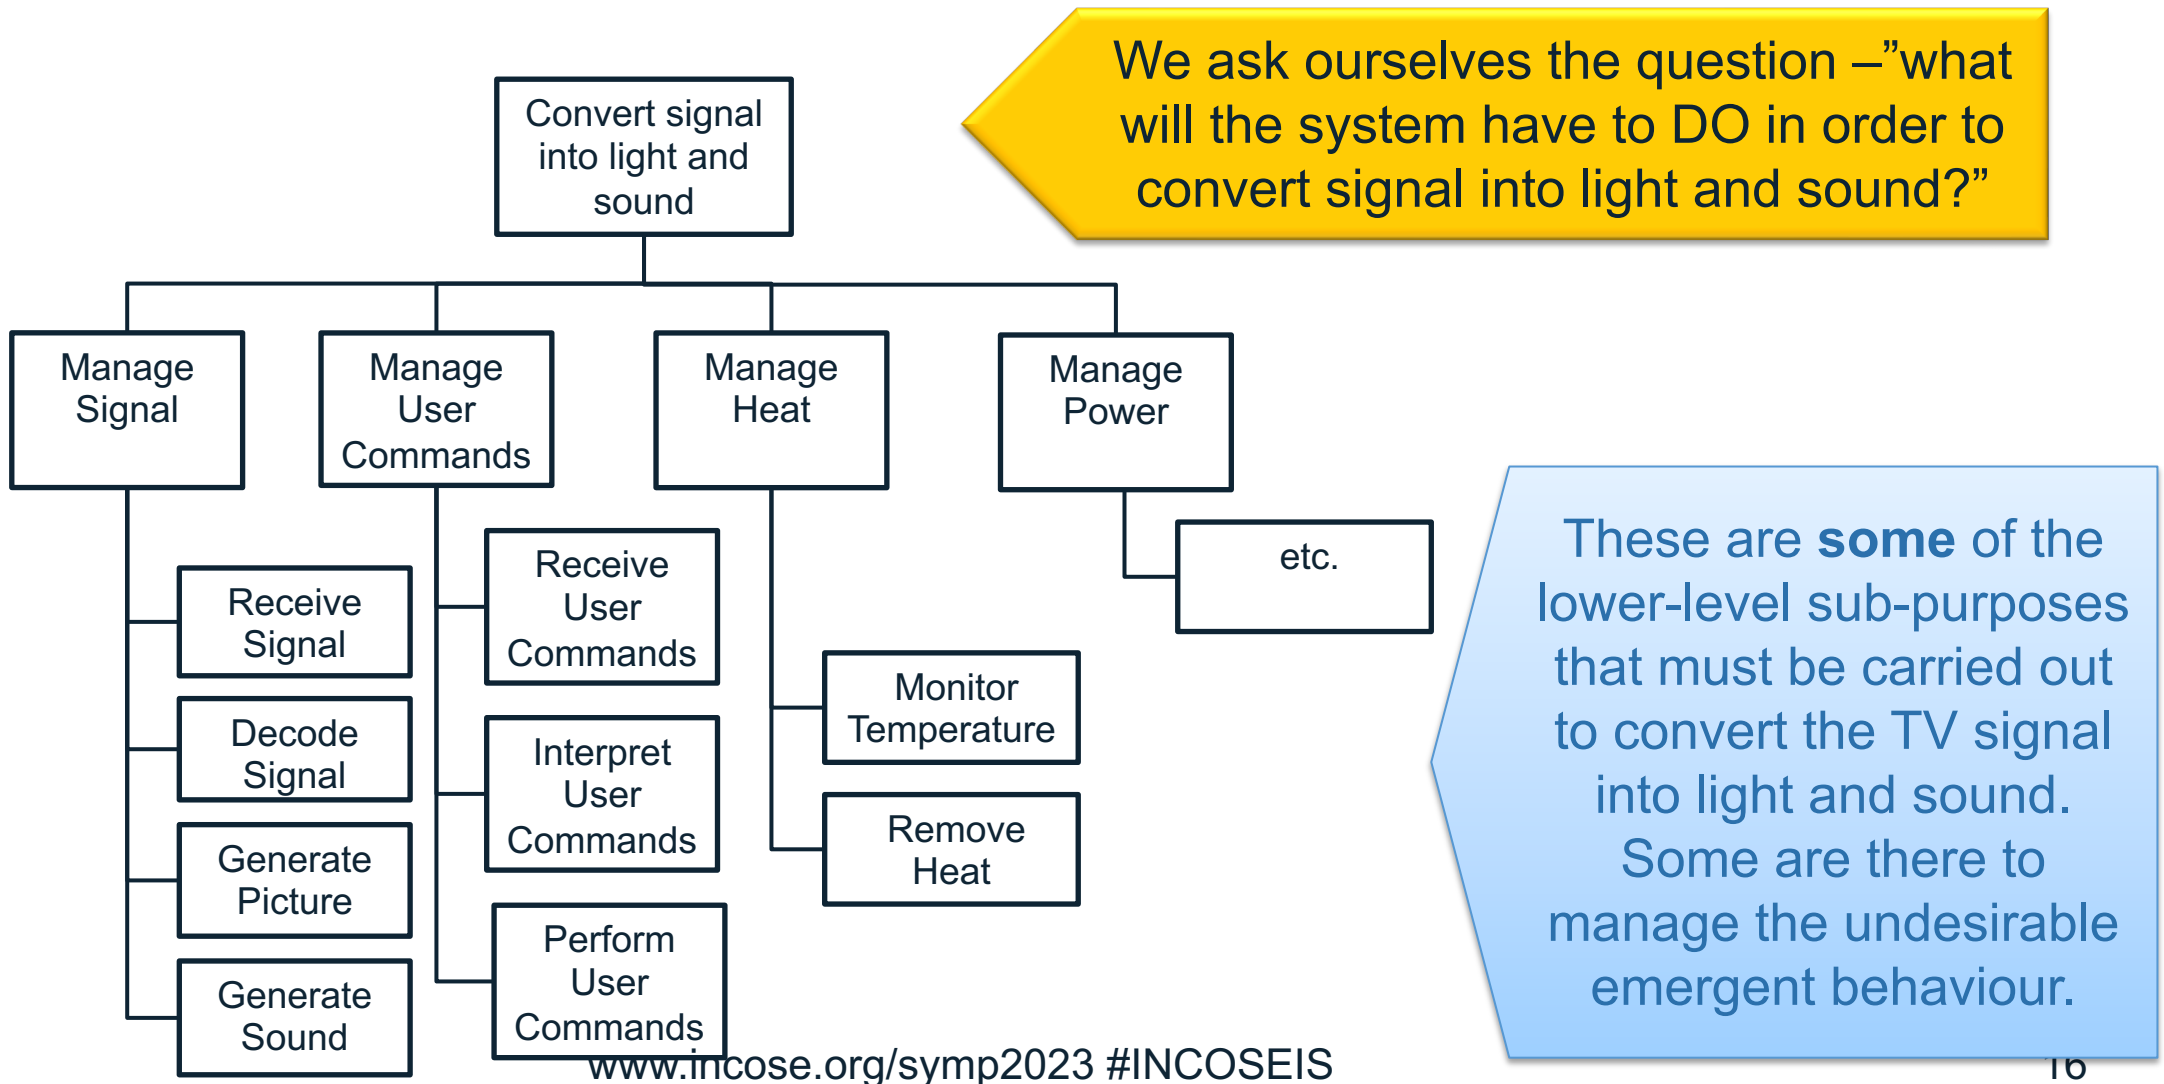 Convert signal
into light and
sound
We ask ourselves the question –”what
will the system have to DO in order to
convert signal into light and sound?”
Manage
Signal
Manage
User
Commands
Manage
Heat
Manage
Power
Receive
Signal
Decode
Signal
Generate
Picture
Generate
Sound
Receive
User
Commands
Interpret
User
Commands
Perform
User
Commands
Monitor
Temperature
Remove
Heat
etc.
These are some of the
lower-level sub-purposes
that must be carried out
to convert the TV signal
into light and sound.
Some are there to
manage the undesirable
emergent behaviour.
www.incose.org/symp2023 #INCOSEIS
16